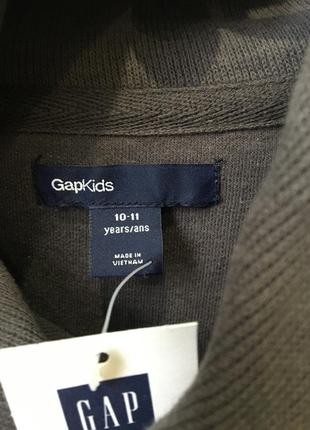 GapKids
10-11
years/ans
MADE IN
VIETNAM
GAP